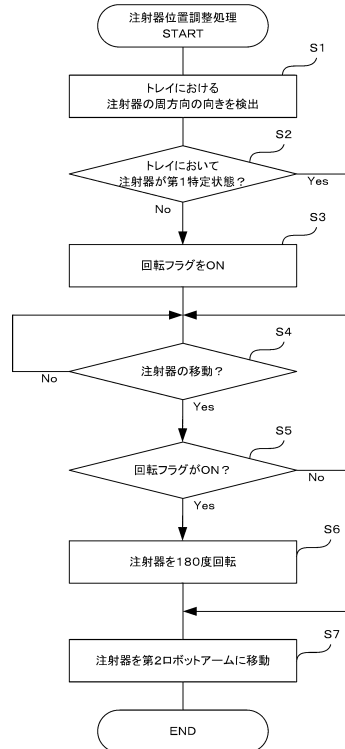 注射器位置調整処理
START
S1
トレイにおける
注射器の周方向の向きを検出
S2
トレイにおいて
注射器が第1特定状態?
Yes
No
S3
回転フラグをON
S4
注射器の移動?
No
Yes
S5
回転フラグがON?
No
Yes
S6
注射器を180度回転
S7
注射器を第2ロボットアームに移動
END